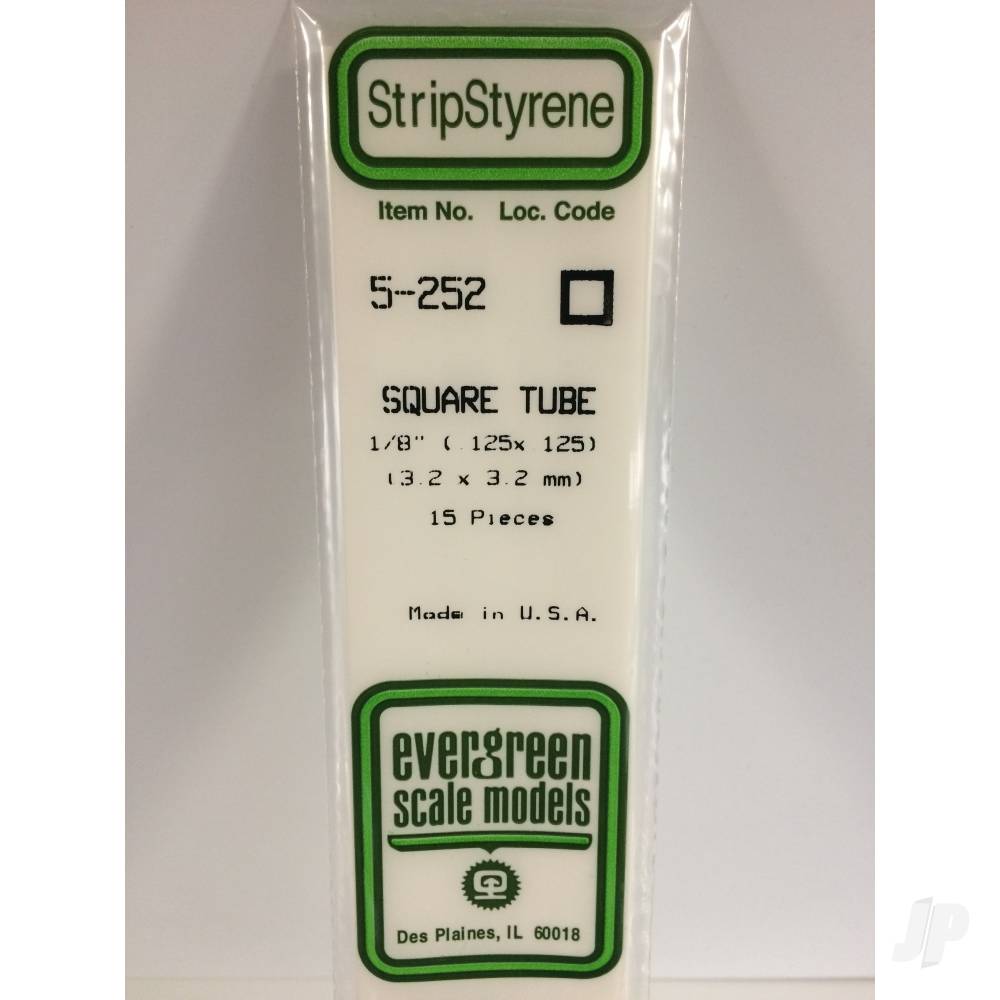 StripStyrene
Item No. Loc. Code
5-252
SQUARE TUBE
1/8" (.125x.125)
(3.2 x 3.2 mm)
15 Pieces
Made in U.S.A.
evergreen
scale models
Des Plaines, IL 60018
JP